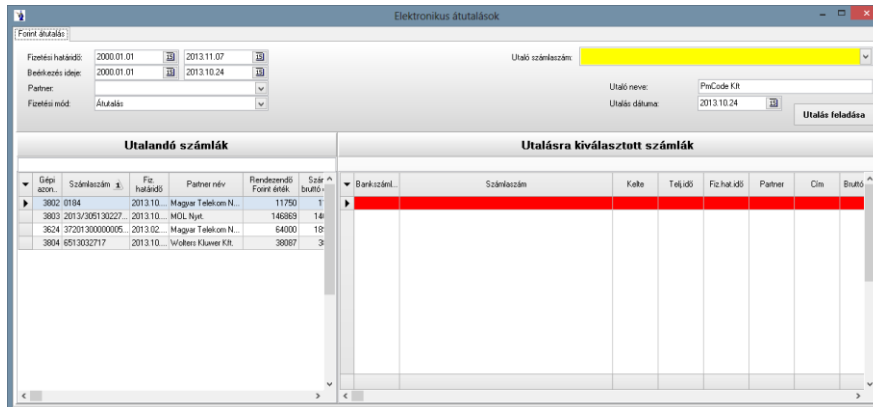 Elektronikus átutalások
Forint átutalás
Fizetési határidő: 2000.01.01 2013.11.07
Utaló számlaszám:
Beérkezés ideje: 2000.01.01 2013.10.24
Partner:
Utaló neve: PmCode Kft
Fizetési mód: Átutalás
Utalás dátuma: 2013.10.24
Utalás feladása
Utalandó számlák
Utalásra kiválasztott számlák
Gépi azon.. Számlaszám Fiz. határidő Partner név Rendezendő Forint érték
Bankszáml... Számlaszám Kelte Telj.idő Fiz.hat.idő Partner Cím Bruttó
3802 0184 2013.10.... Magyar Telekom N... 11750
3803 2013/305130227... 2013.10.... MOL Nyrt. 146869
3624 37201300000005... 2013.02.... Magyar Telekom N... 64000
3804 6513032717 2013.10.... Wolters Kluwer Kft. 38087